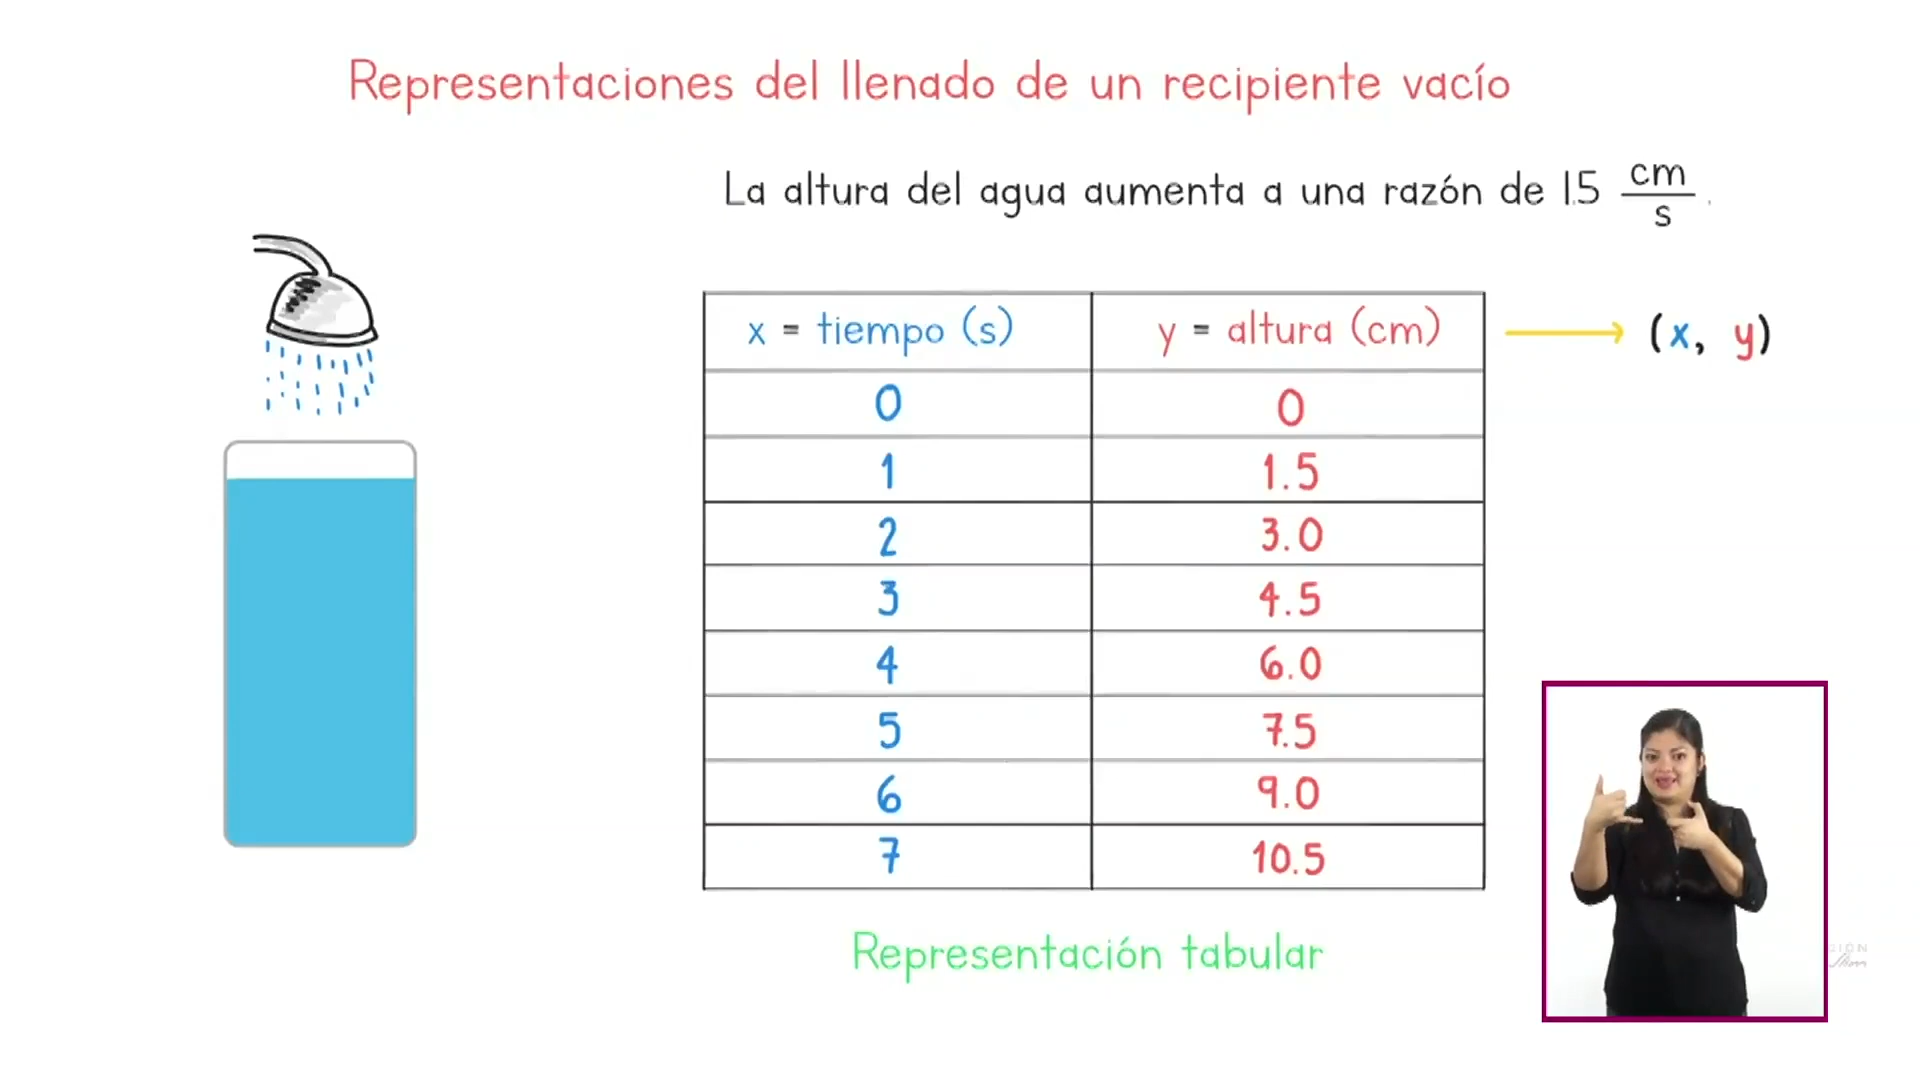 Representaciones del llenado de un recipiente vacío
La altura del agua aumenta a una razón de 1.5 cm/s.
x = tiempo (s) y = altura (cm) (x, y)
0 0
1 1.5
2 3.0
3 4.5
4 6.0
5 7.5
6 9.0
7 10.5
Representación tabular